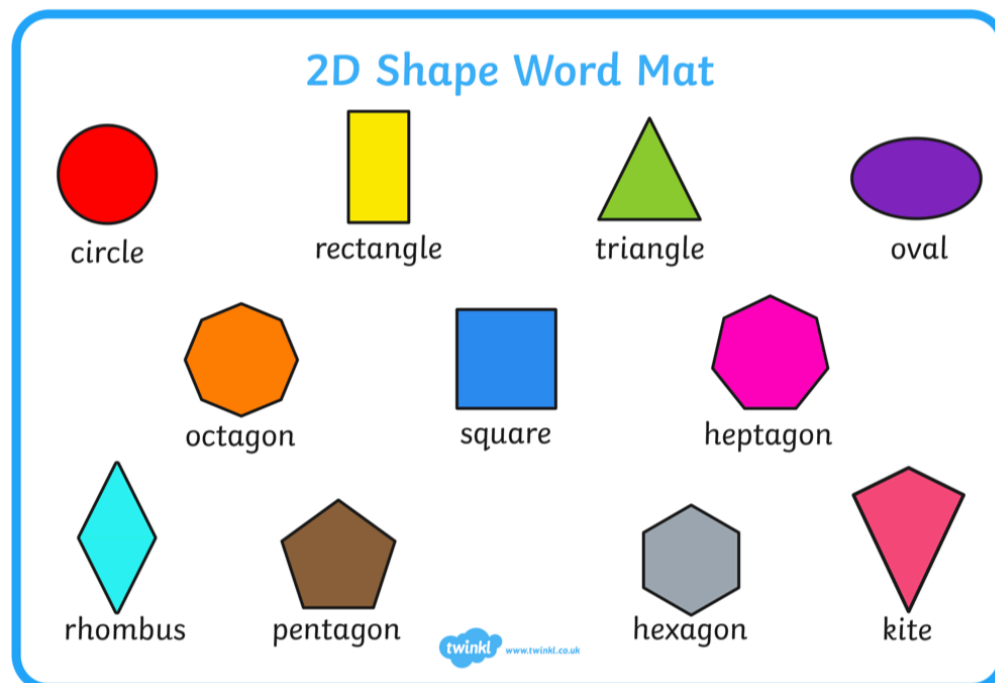 2D Shape Word Mat
circle
rectangle
triangle
oval
octagon
square
heptagon
rhombus
pentagon
hexagon
kite
twinkl www.twinkl.co.uk